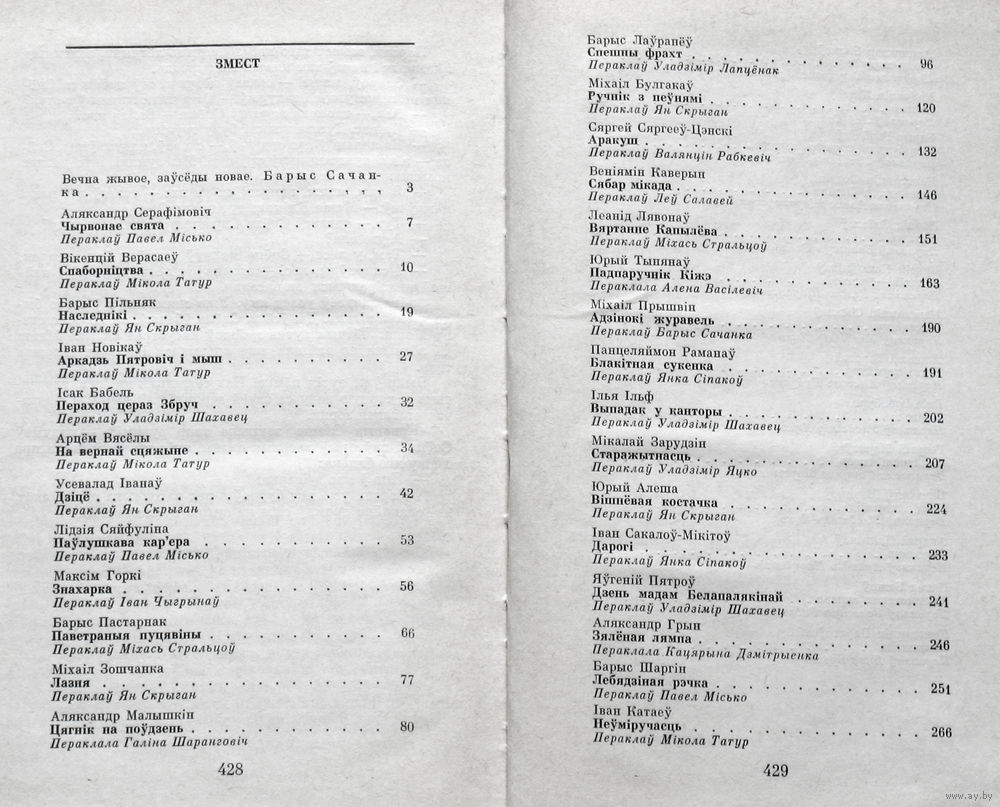 ЗМЕСТ
Вечна жывое, заўсёды новае. Барыс Сачан-
ка . . . . . . . . . . . . . . . . . 3
Аляксандр Серафімовіч
Чырвонае свята . . . . . . . . . . . . 7
Пераклаў Павел Місько
Вікенцій Верасаеў
Спаборніцтва . . . . . . . . . . . . . 10
Пераклаў Мікола Татур
Барыс Пільняк
Наследнікі . . . . . . . . . . . . . . 19
Пераклаў Ян Скрыган
Іван Новікаў
Аркадзь Пятровіч і мыш . . . . . . . . . 27
Пераклаў Мікола Татур
Ісак Бабель
Пераход цераз Збруч . . . . . . . . . . 32
Пераклаў Уладзімір Шахавец
Арцём Вясёлы
На вернай сцяжыне . . . . . . . . . . . 34
Пераклаў Мікола Татур
Усевалад Іванаў
Дзіцё . . . . . . . . . . . . . . . . 42
Пераклаў Ян Скрыган
Лідзія Сяйфуліна
Паўлушкава кар'ера . . . . . . . . . . 53
Пераклаў Павел Місько
Максім Горкі
Знахарка . . . . . . . . . . . . . . . 56
Пераклаў Іван Чыгрынаў
Барыс Пастарнак
Паветраныя пуцявіны . . . . . . . . . . 66
Пераклаў Міхась Стральцоў
Міхаіл Зошчанка
Лазня . . . . . . . . . . . . . . . . 77
Пераклаў Ян Скрыган
Аляксандр Малышкін
Цягнік на поўдзень . . . . . . . . . . . 80
Пераклала Галіна Шаранговіч
428
Барыс Лаўранёў
Спешны фрахт . . . . . . . . . . . . . 96
Пераклаў Уладзімір Лапцёнак
Міхаіл Булгакаў
Ручнік з пеўнямі . . . . . . . . . . . . 120
Пераклаў Ян Скрыган
Сяргей Сяргееў-Цэнскі
Аракуш . . . . . . . . . . . . . . . 132
Пераклаў Валянцін Рабкевіч
Веніямін Каверын
Сябар мікада . . . . . . . . . . . . . 146
Пераклаў Леў Салавей
Леанід Лявонаў
Вяртанне Капылёва . . . . . . . . . . . 151
Пераклаў Міхась Стральцоў
Юрый Тынянаў
Падпаручнік Кіжэ . . . . . . . . . . . 163
Пераклала Алена Васілевіч
Міхаіл Прышвін
Адзінокі журавель . . . . . . . . . . . 190
Пераклаў Барыс Сачанка
Панцеляймон Раманаў
Блакітная сукенка . . . . . . . . . . . 191
Пераклаў Янка Сіпакоў
Ілья Ільф
Выпадак у канторы . . . . . . . . . . . 202
Пераклаў Уладзімір Шахавец
Мікалай Зарудзін
Старажытнасць . . . . . . . . . . . . 207
Пераклаў Уладзімір Яцко
Юрый Алеша
Вішнёвая костачка . . . . . . . . . . . 224
Пераклаў Ян Скрыган
Іван Сакалоў-Мікітоў
Дарогі . . . . . . . . . . . . . . . 233
Пераклаў Янка Сіпакоў
Яўгеній Пятроў
Дзень мадам Белапалякінай . . . . . . . . 241
Пераклаў Уладзімір Шахавец
Аляксандр Грын
Зялёная лямпа . . . . . . . . . . . . . 246
Пераклала Кацярына Дзмітрыенка
Барыс Шаргін
Лебядзіная рэчка . . . . . . . . . . . . 251
Пераклаў Павел Місько
Іван Катаеў
Неўміручасць . . . . . . . . . . . . . 266
Пераклаў Мікола Татур
429
www.ay.by